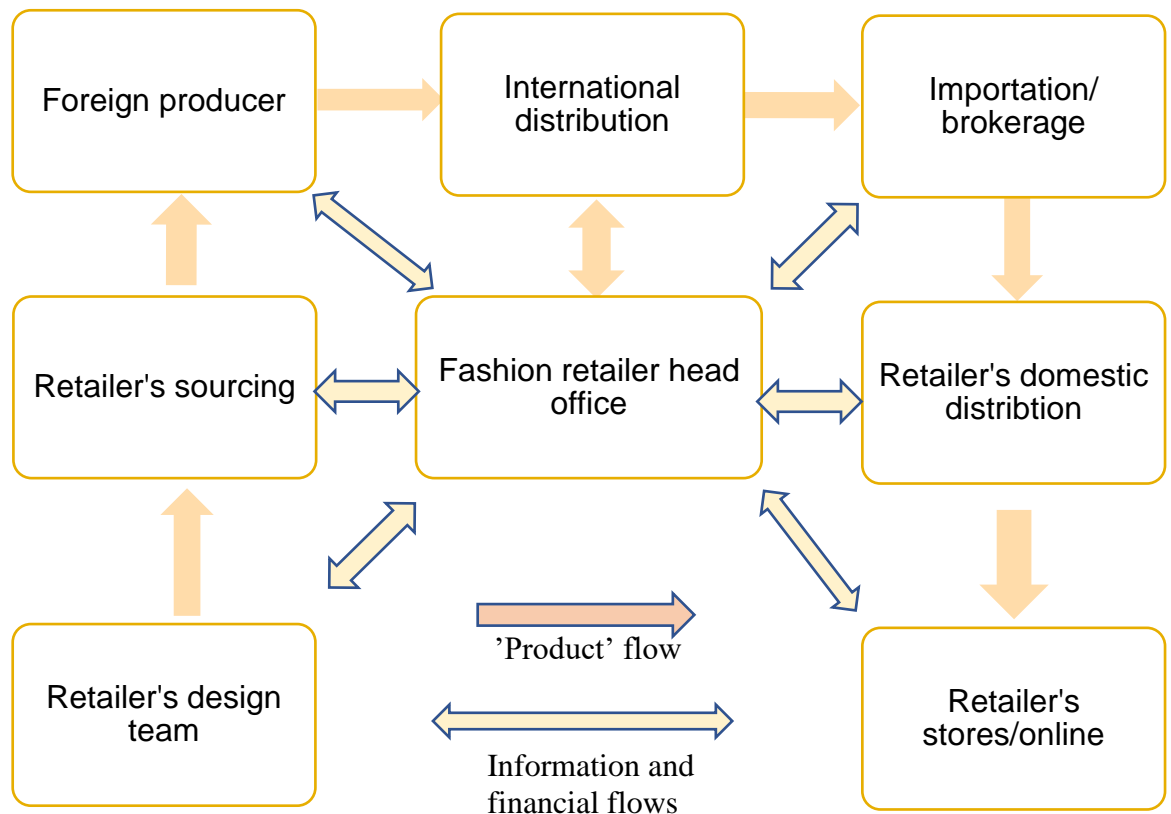 Foreign producer
International
distribution
Importation/
brokerage
Retailer's sourcing
Fashion retailer head
office
Retailer's domestic
distribtion
Retailer's design
team
’Product’ flow
Information and
financial flows
Retailer's
stores/online